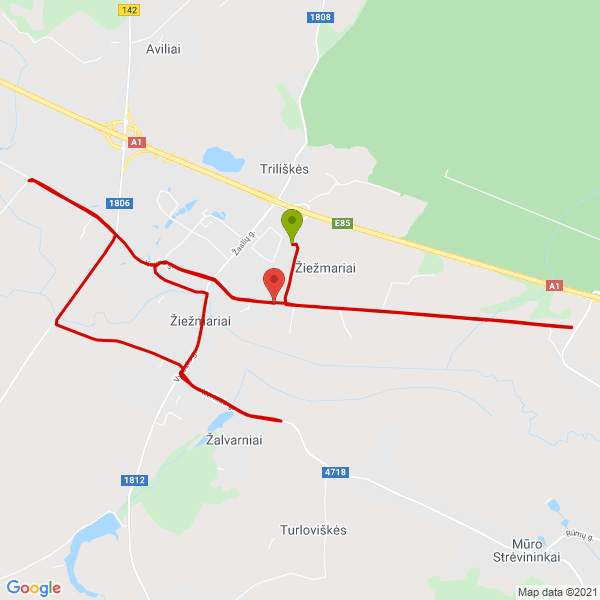 142
1808
Aviliai
A1
Triliškės
1806
E85
Žaslių g.
Žiežmariai
A1
Žiežmariai
Žalvarniai
4718
1812
Turloviškės
Rūmų g.
Mūro
Strėvininkai
Google
Map data ©2021